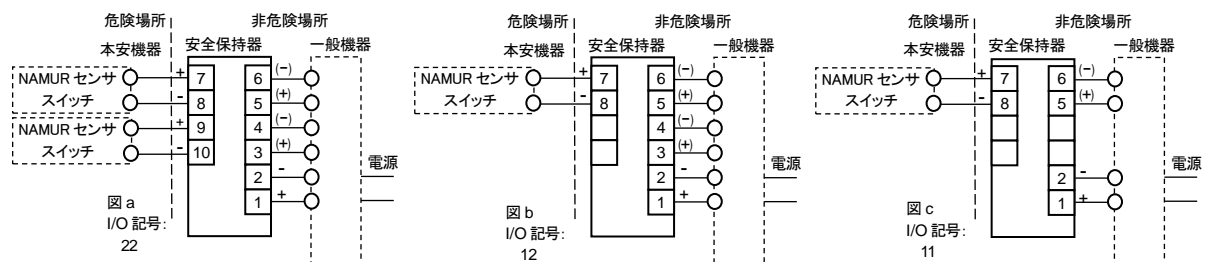 危険場所 非危険場所
本安機器 安全保持器 一般機器
NAMUR センサ + 7 6 (-)
スイッチ - 8 5 (+)
NAMUR センサ + 9 4 (-)
スイッチ - 10 3 (+)
電源
2 -
1 +
図 a
I/O 記号:
22
危険場所 非危険場所
本安機器 安全保持器 一般機器
NAMUR センサ + 7 6 (-)
スイッチ - 8 5 (+)
4 (-)
3 (+)
電源
2 -
1 +
図 b
I/O 記号:
12
危険場所 非危険場所
本安機器 安全保持器 一般機器
NAMUR センサ + 7 6 (-)
スイッチ - 8 5 (+)
電源
2 -
1 +
図 c
I/O 記号:
11